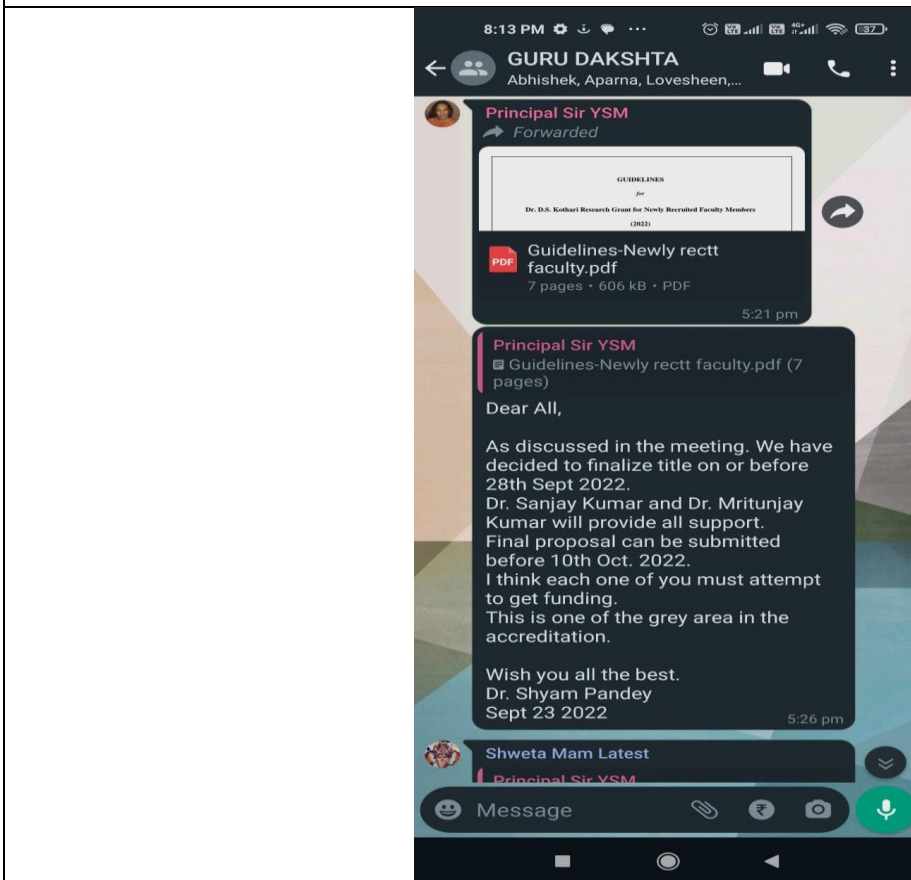 8:13 PM ...
4G+
37
GURU DAKSHTA
Abhishek, Aparna, Lovesheen,...
Principal Sir YSM
Forwarded
GUIDELINES
for
Dr. D.S. Kothari Research Grant for Newly Recruited Faculty Members
(2022)
PDF
Guidelines-Newly rectt
faculty.pdf
7 pages • 606 kB • PDF
5:21 pm
Principal Sir YSM
Guidelines-Newly rectt faculty.pdf (7
pages)
Dear All,
As discussed in the meeting. We have
decided to finalize title on or before
28th Sept 2022.
Dr. Sanjay Kumar and Dr. Mritunjay
Kumar will provide all support.
Final proposal can be submitted
before 10th Oct. 2022.
I think each one of you must attempt
to get funding.
This is one of the grey area in the
accreditation.
Wish you all the best.
Dr. Shyam Pandey
Sept 23 2022
5:26 pm
Shweta Mam Latest
Principal Sir YSM
Message
₹